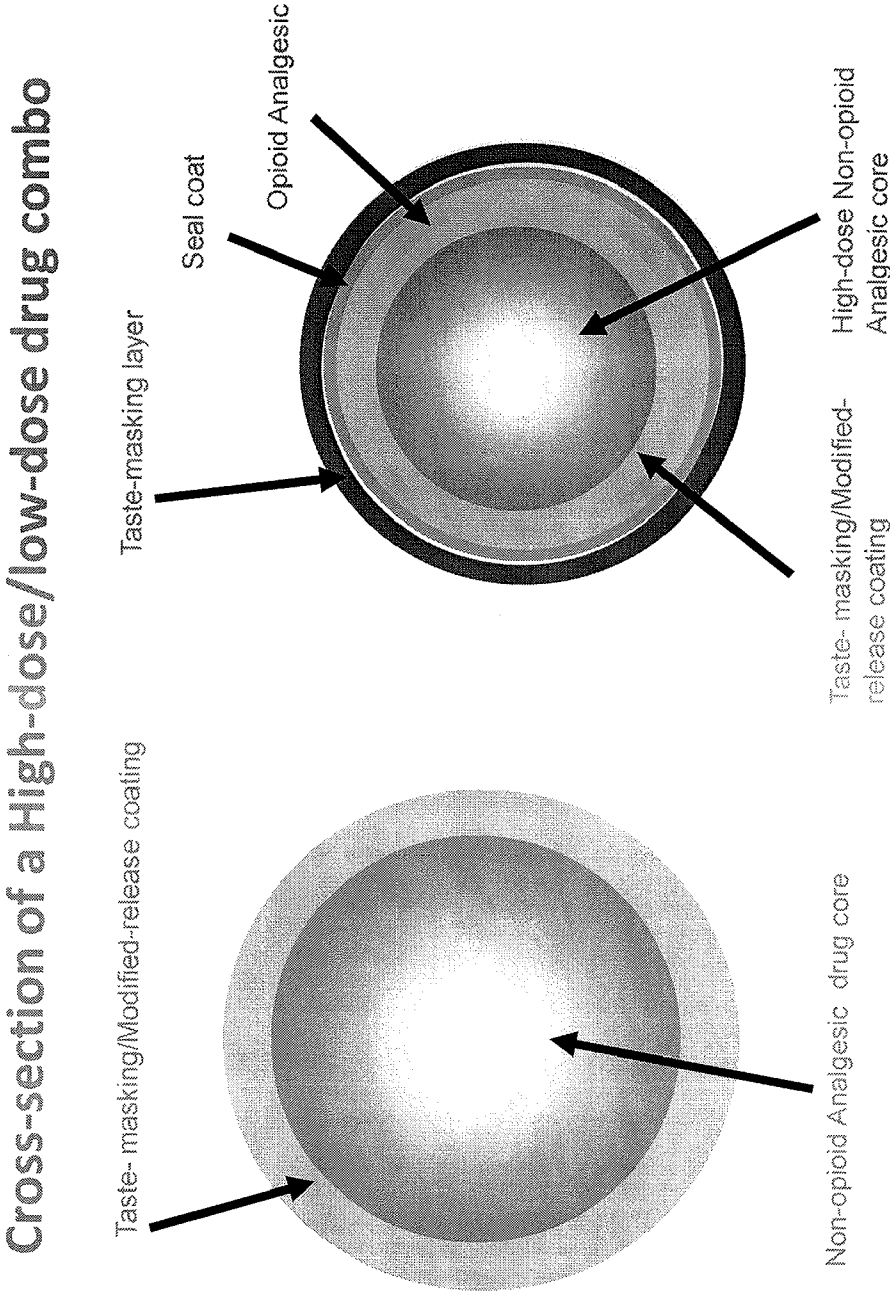 Cross-section of a High-dose/low-dose drug combo
Taste- masking/Modified-release coating
Non-opioid Analgesic drug core
Taste-masking layer
Seal coat
Opioid Analgesic
Taste- masking/Modified-
release coating
High-dose Non-opioid
Analgesic core